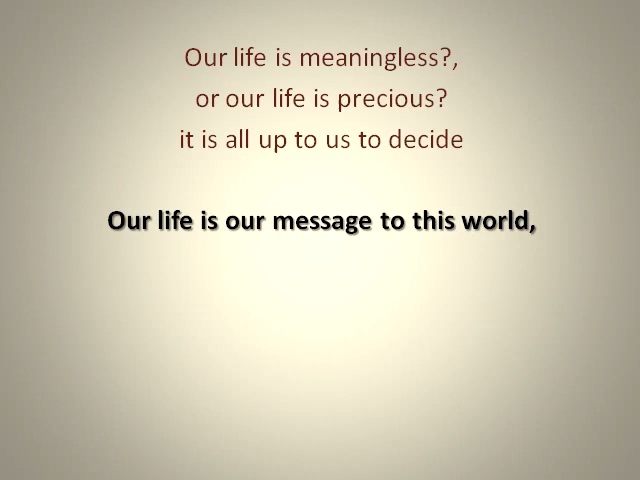 Our life is meaningless?,
or our life is precious?
it is all up to us to decide
Our life is our message to this world,